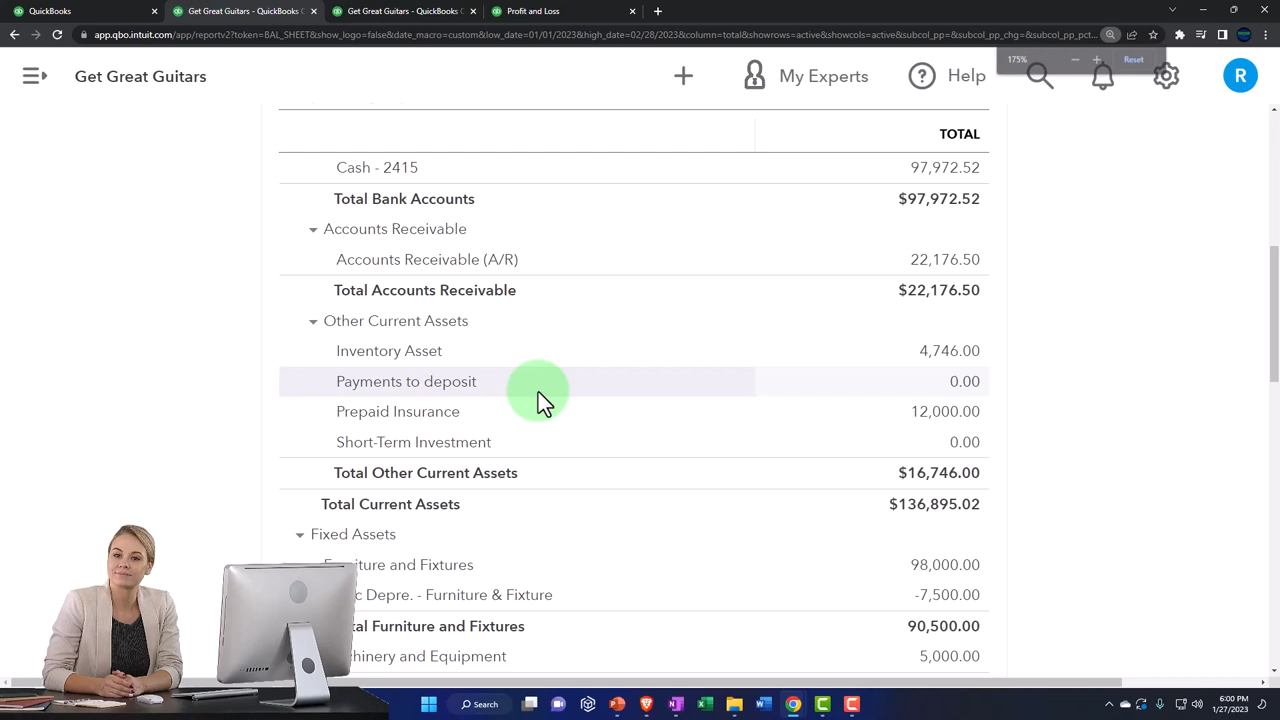 QuickBooks
Get Great Guitars - QuickBooks C
Get Great Guitars - QuickBooks C
Profit and Loss
app.qbo.intuit.com/app/reportv2?token=BAL_SHEET&show_logo=false&date_macro=custom&low_date=01/01/2023&high_date=02/28/2023&column=total&showrows=active&showcols=active&subcol_pp=&subcol_pp_chg=&subcol_pp_pct...
175%
Reset
Get Great Guitars
My Experts
Help
R
TOTAL
Cash - 2415 97,972.52
Total Bank Accounts $97,972.52
Accounts Receivable
Accounts Receivable (A/R) 22,176.50
Total Accounts Receivable $22,176.50
Other Current Assets
Inventory Asset 4,746.00
Payments to deposit 0.00
Prepaid Insurance 12,000.00
Short-Term Investment 0.00
Total Other Current Assets $16,746.00
Total Current Assets $136,895.02
Fixed Assets
and Fixtures 98,000.00
Depre. - Furniture & Fixture -7,500.00
Furniture and Fixtures 90,500.00
and Equipment 5,000.00
Search
6:00 PM
1/27/2023